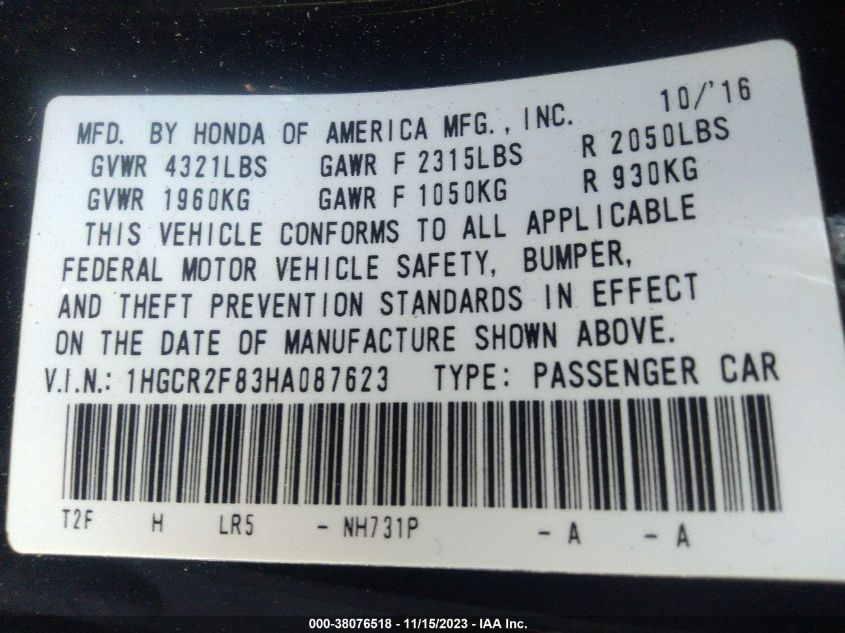 10/'16
MFD. BY HONDA OF AMERICA MFG., INC.
GVWR 4321LBS GAWR F 2315LBS R 2050LBS
GVWR 1960KG GAWR F 1050KG R 930KG
THIS VEHICLE CONFORMS TO ALL APPLICABLE
FEDERAL MOTOR VEHICLE SAFETY, BUMPER,
AND THEFT PREVENTION STANDARDS IN EFFECT
ON THE DATE OF MANUFACTURE SHOWN ABOVE.
V.I.N.: 1HGCR2F83HA087623 TYPE: PASSENGER CAR
T2F H LR5 - NH731P - A - A
000-38076518 - 11/15/2023 - IAA Inc.